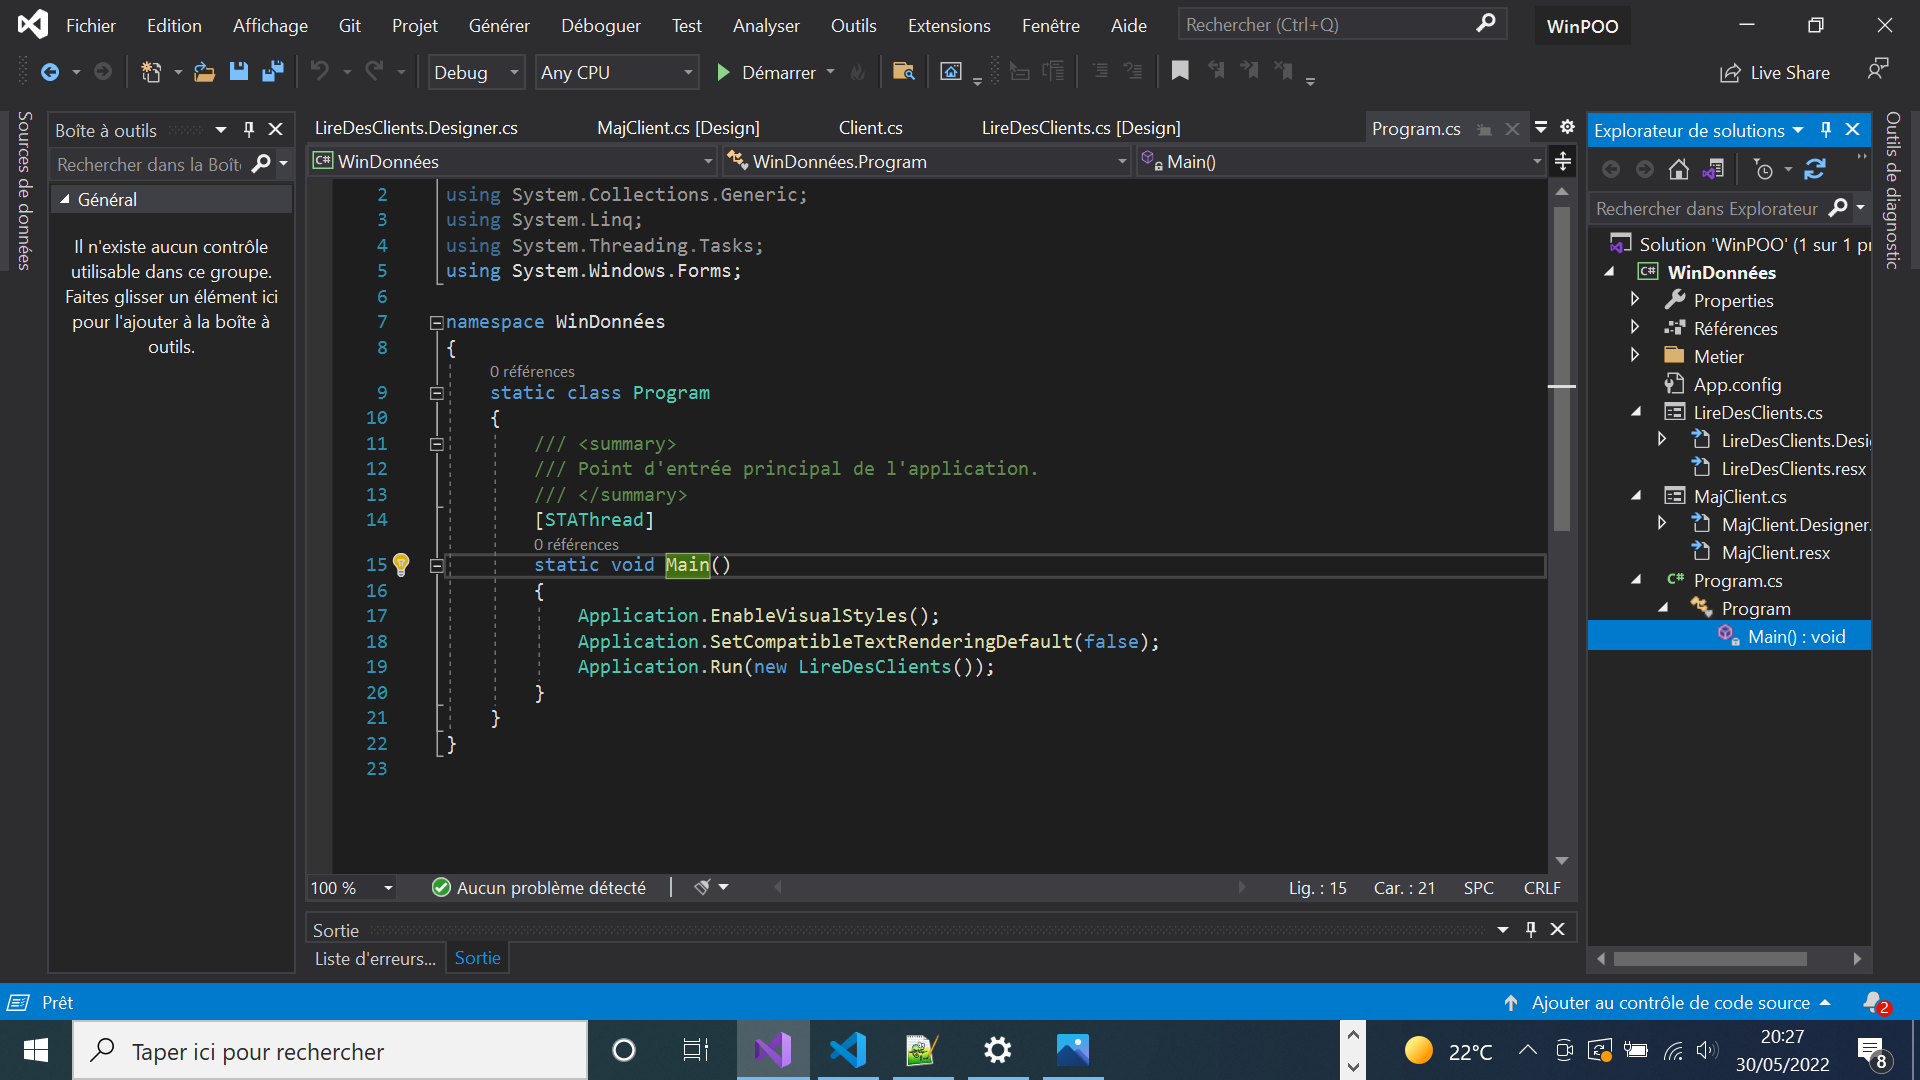 Fichier Edition Affichage Git Projet Générer Déboguer Test Analyser Outils Extensions Fenêtre Aide Rechercher (Ctrl+Q) WinPOO
Debug Any CPU Démarrer Live Share
Sources de données
Boîte à outils
Rechercher dans la Boît
Général
Il n'existe aucun contrôle
utilisable dans ce groupe.
Faites glisser un élément ici
pour l'ajouter à la boîte à
outils.
LireDesClients.Designer.cs MajClient.cs [Design] Client.cs LireDesClients.cs [Design] Program.cs
C# WinDonnées WinDonnées.Program Main()
2 using System.Collections.Generic;
3 using System.Linq;
4 using System.Threading.Tasks;
5 using System.Windows.Forms;
6
7 namespace WinDonnées
8 {
0 références
9 static class Program
10 {
11 /// <summary>
12 /// Point d'entrée principal de l'application.
13 /// </summary>
14 [STAThread]
0 références
15 static void Main()
16 {
17 Application.EnableVisualStyles();
18 Application.SetCompatibleTextRenderingDefault(false);
19 Application.Run(new LireDesClients());
20 }
21 }
22 }
23
100 % Aucun problème détecté Lig. : 15 Car. : 21 SPC CRLF
Sortie
Liste d'erreurs... Sortie
Explorateur de solutions
Rechercher dans Explorateur
Solution 'WinPOO' (1 sur 1 pr
C# WinDonnées
Properties
Références
Metier
App.config
LireDesClients.cs
LireDesClients.Desi
LireDesClients.resx
MajClient.cs
MajClient.Designer.
MajClient.resx
C# Program.cs
Program
Main() : void
Outils de diagnostic
Prêt Ajouter au contrôle de code source 2
Taper ici pour rechercher 22°C 20:27
30/05/2022 8